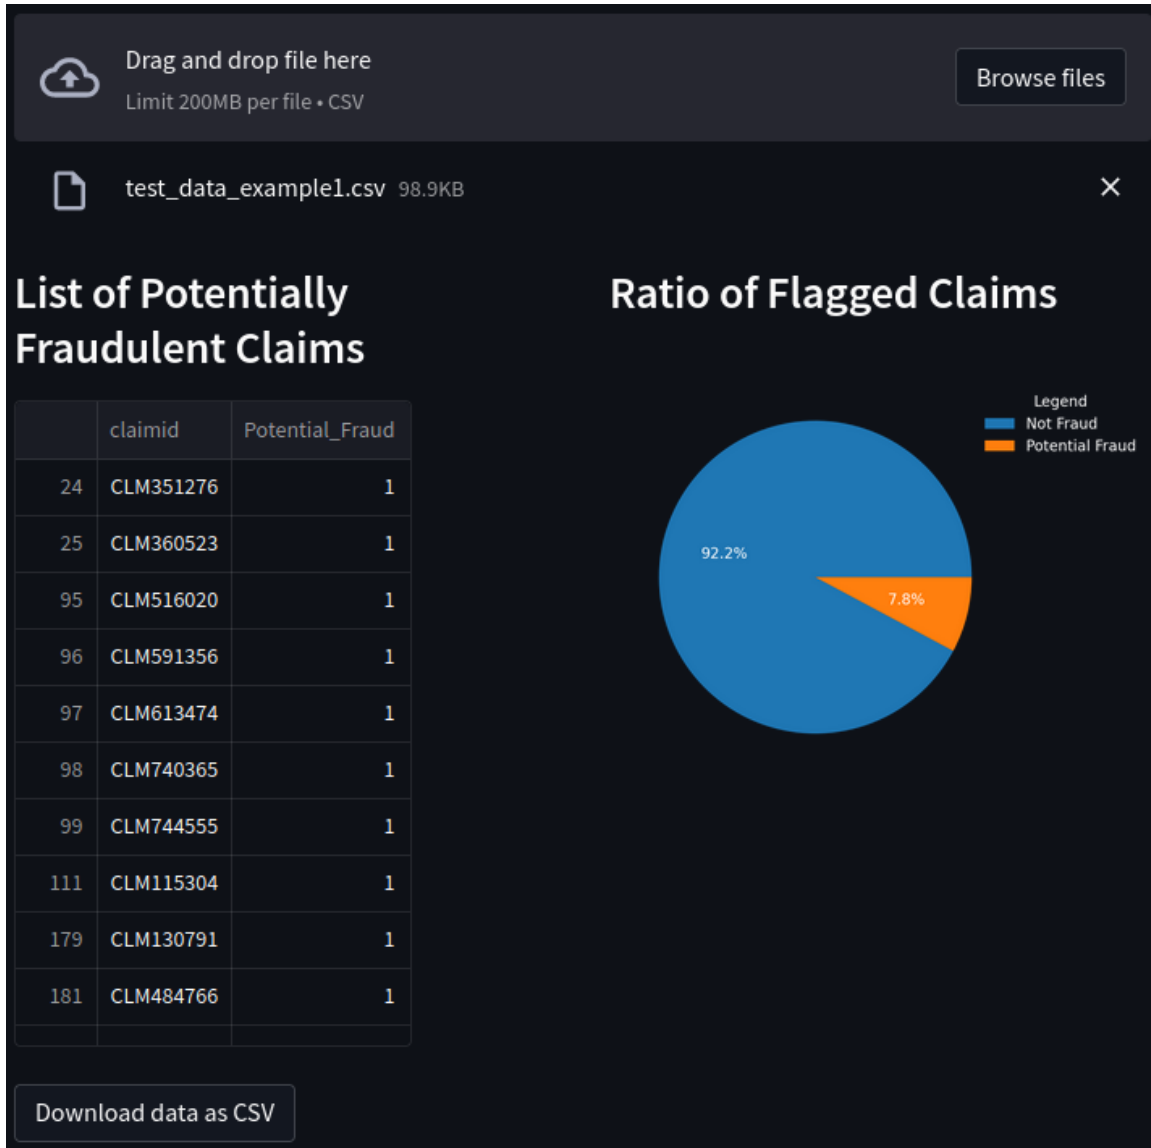 Drag and drop file here
Limit 200MB per file • CSV
Browse files
test_data_example1.csv 98.9KB
List of Potentially
Fraudulent Claims
claimid Potential_Fraud
24 CLM351276 1
25 CLM360523 1
95 CLM516020 1
96 CLM591356 1
97 CLM613474 1
98 CLM740365 1
99 CLM744555 1
111 CLM115304 1
179 CLM130791 1
181 CLM484766 1
Download data as CSV
Ratio of Flagged Claims
Legend
Not Fraud
Potential Fraud
92.2%
7.8%